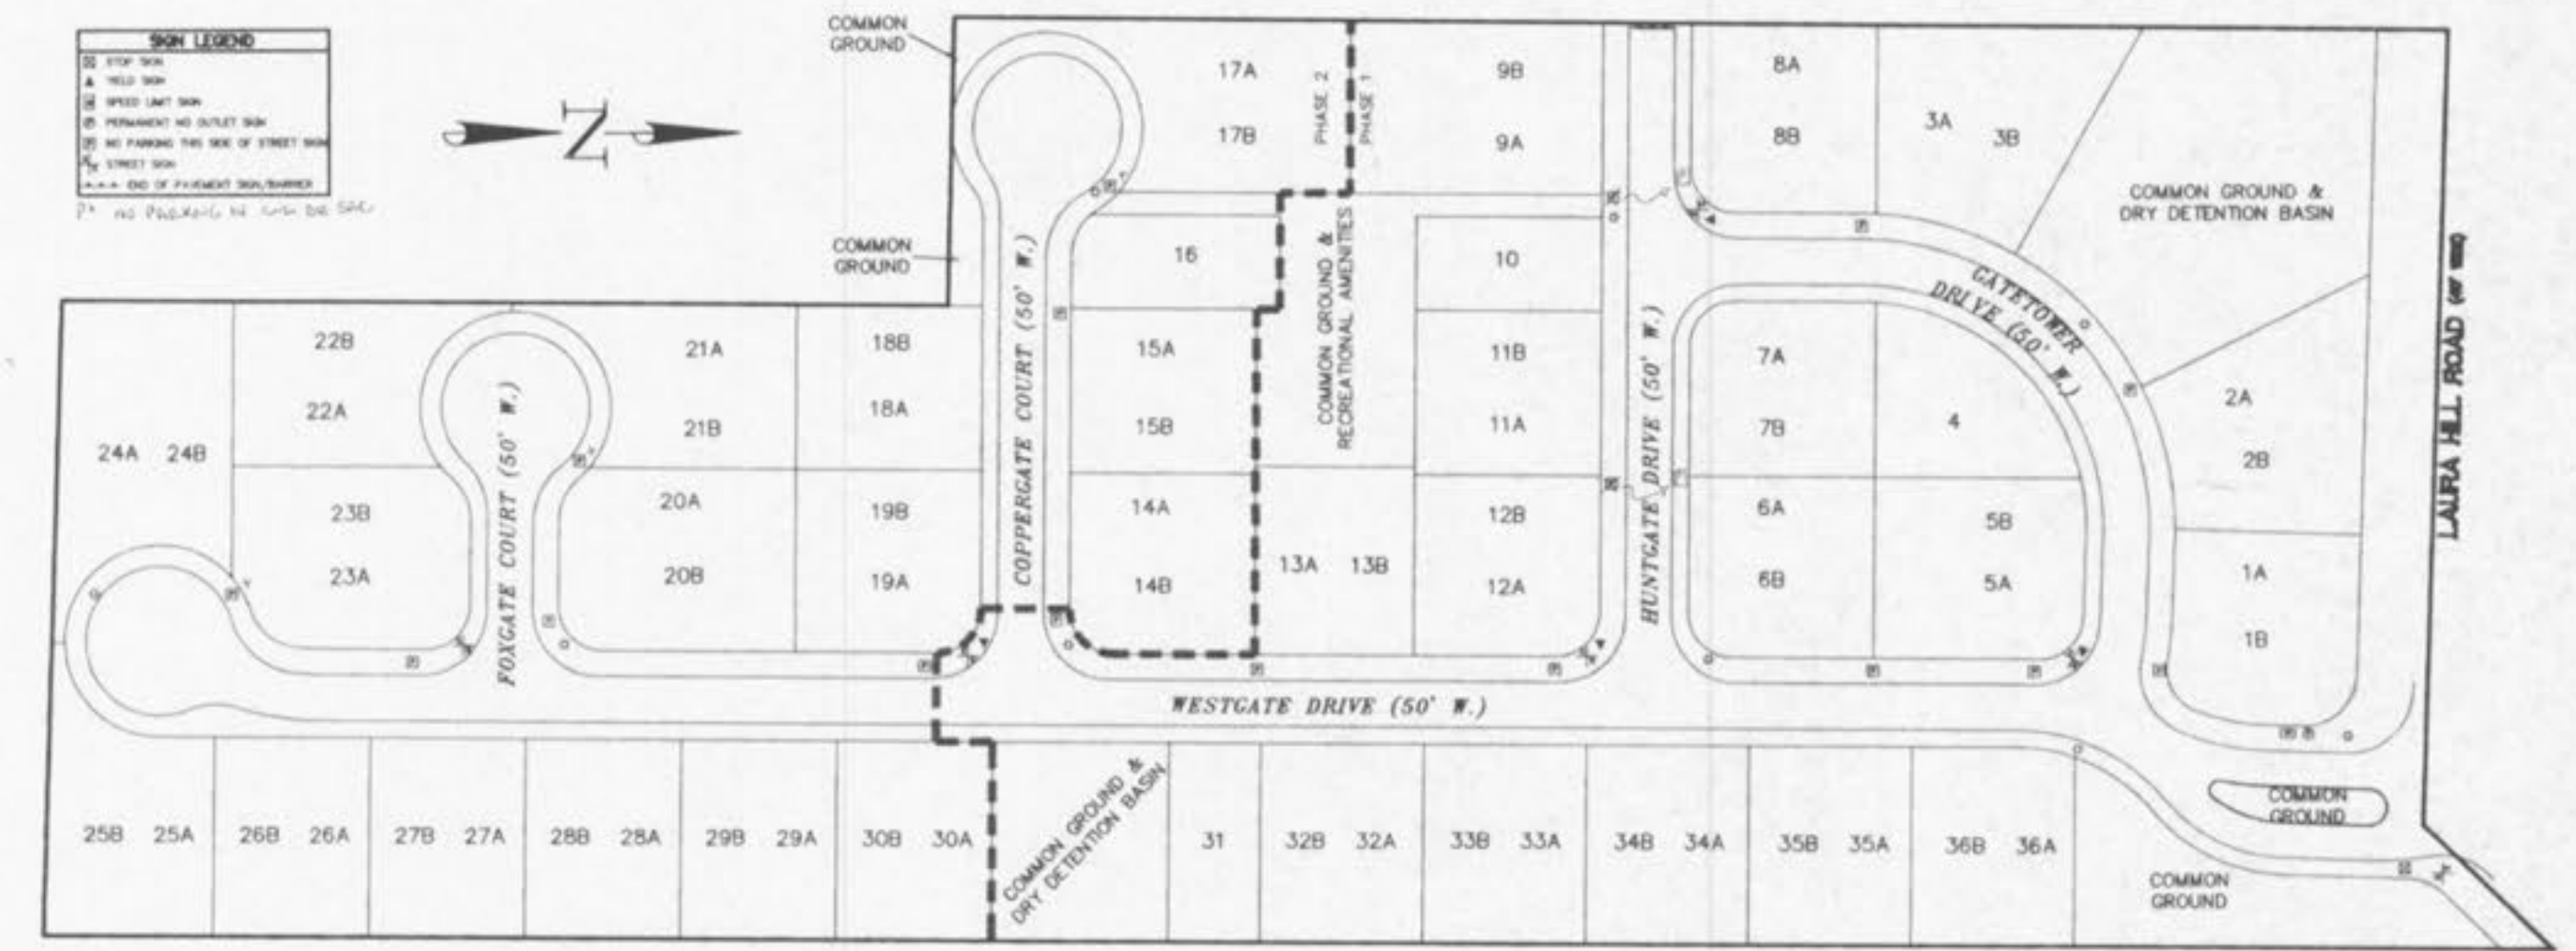 SIGN LEGEND
STOP SIGN
YIELD SIGN
SPEED LIMIT SIGN
PERMANENT NO OUTLET SIGN
NO PARKING THIS SIDE OF STREET SIGN
STREET SIGN
END OF PAVEMENT SIGN/BARRIER
NO PARKING IN
N
COMMON
GROUND
COMMON
GROUND
17A
17B
PHASE 2
PHASE 1
9B
9A
8A
8B
3A
3B
COMMON GROUND &
DRY DETENTION BASIN
LAURA HILL ROAD
16
COMMON GROUND &
RECREATIONAL AMENITIES
10
GATETOWER
DRIVE (50' W.)
COPPERGATE COURT (50' W.)
HUNTGATE DRIVE (50' W.)
FOXGATE COURT (50' W.)
22B
22A
21A
21B
18B
18A
15A
15B
11B
11A
7A
7B
4
2A
2B
24A 24B
23B
23A
20A
20B
19B
19A
14A
14B
13A 13B
12B
12A
6A
6B
5B
5A
1A
1B
WESTGATE DRIVE (50' W.)
25B 25A
26B 26A
27B 27A
28B 28A
29B 29A
30B 30A
COMMON GROUND &
DRY DETENTION BASIN
31
32B 32A
33B 33A
34B 34A
35B 35A
36B 36A
COMMON
GROUND
COMMON
GROUND